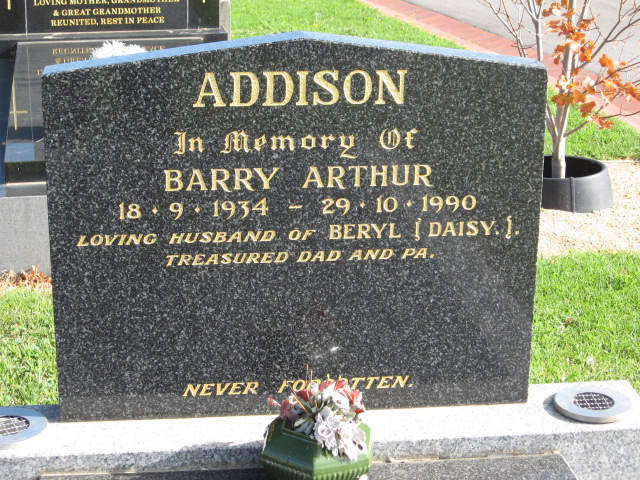 LOVING MOTHER, GRANDMOTHER
& GREAT GRANDMOTHER
REUNITED, REST IN PEACE
ADDISON
In Memory Of
BARRY ARTHUR
18 · 9 · 1934 – 29 · 10 · 1990
LOVING HUSBAND OF BERYL [DAISY.].
TREASURED DAD AND PA.
NEVER FORGOTTEN.